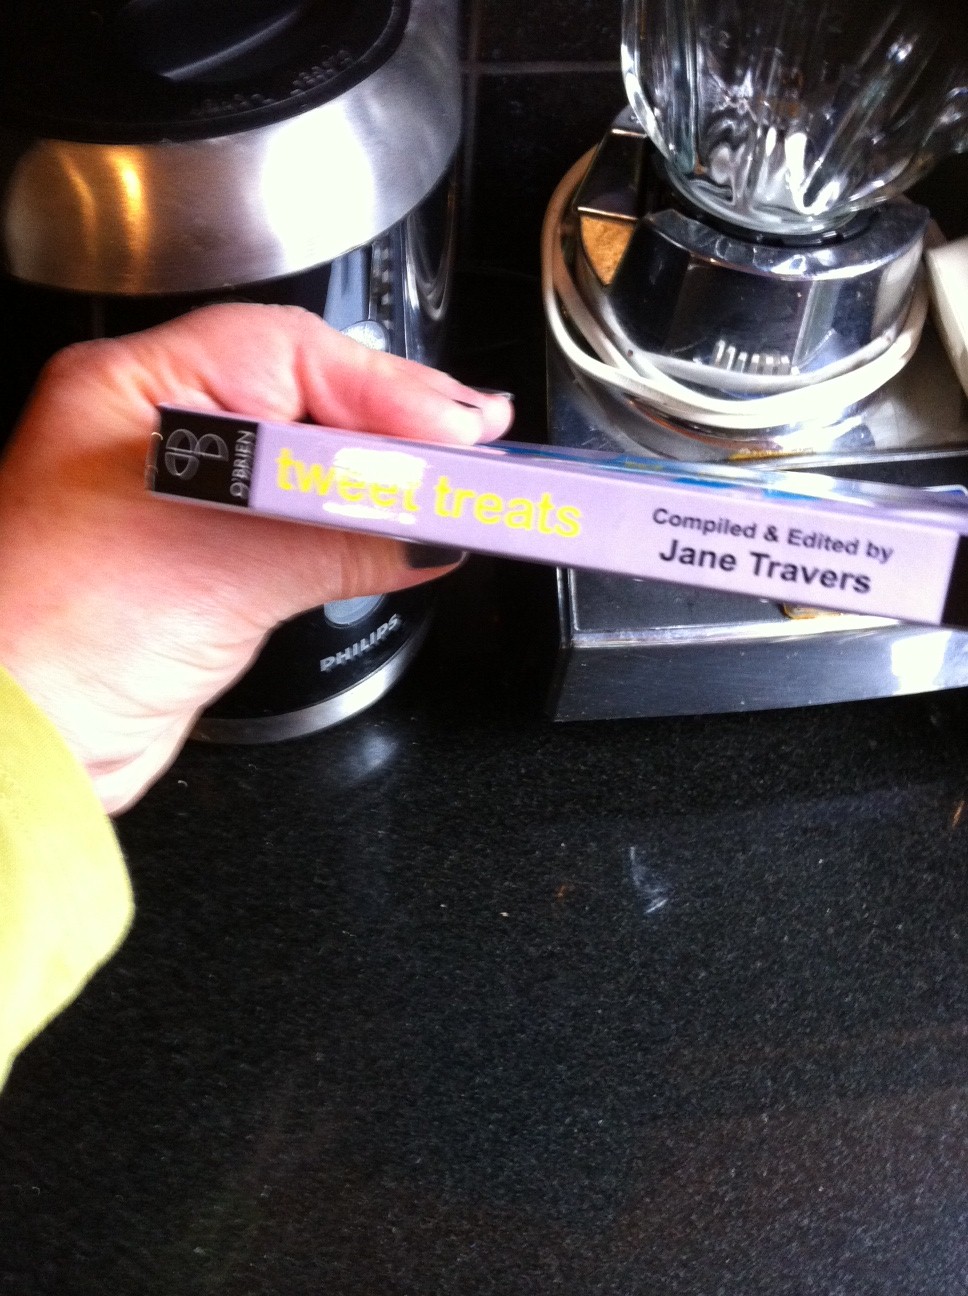 O'BRIEN
tweet treats
Compiled & Edited by
Jane Travers
PHILIPS